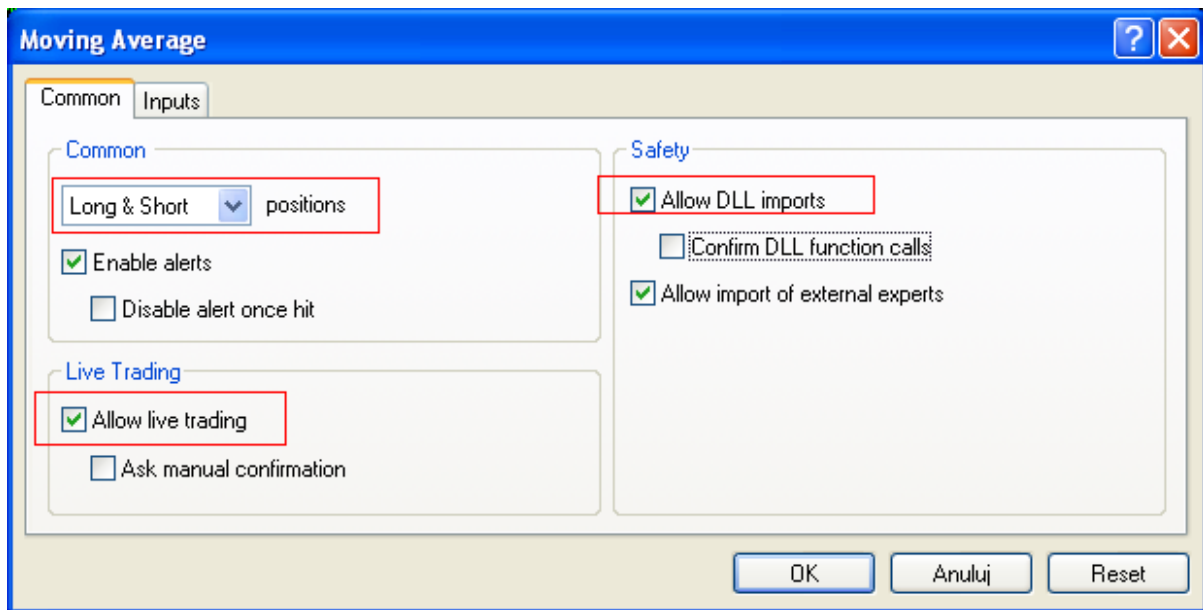 Moving Average
Common
Inputs
Common
Long & Short
positions
Enable alerts
Disable alert once hit
Live Trading
Allow live trading
Ask manual confirmation
Safety
Allow DLL imports
Confirm DLL function calls
Allow import of external experts
OK
Anuluj
Reset